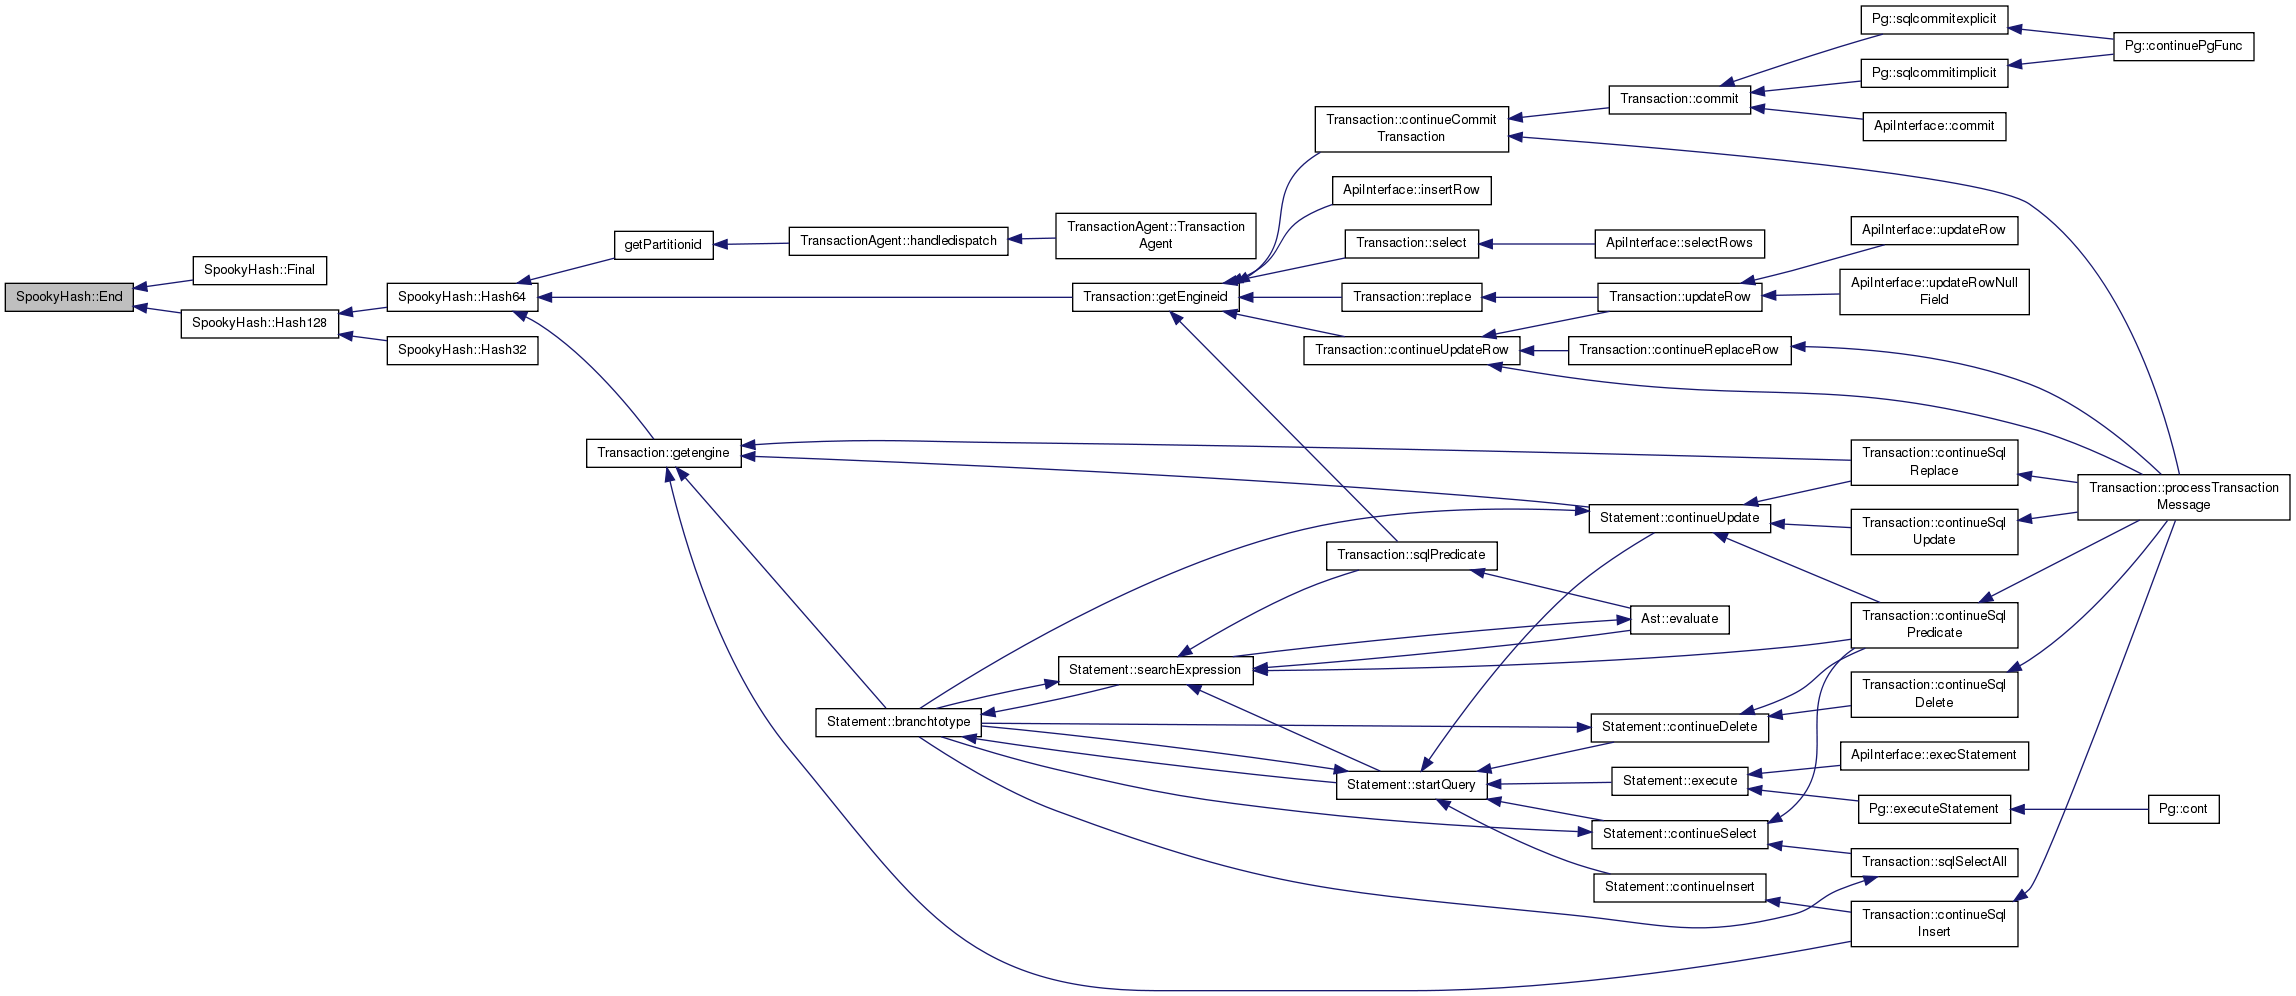 SpookyHash::End
SpookyHash::Final
SpookyHash::Hash128
SpookyHash::Hash64
SpookyHash::Hash32
getPartitionid
TransactionAgent::handledispatch
TransactionAgent::Transaction
Agent
Transaction::getEngineid
Transaction::getengine
Transaction::continueCommit
Transaction
ApiInterface::insertRow
Transaction::select
Transaction::replace
Transaction::continueUpdateRow
Transaction::commit
Pg::sqlcommitexplicit
Pg::sqlcommitimplicit
ApiInterface::commit
Pg::continuePgFunc
ApiInterface::selectRows
Transaction::updateRow
ApiInterface::updateRow
ApiInterface::updateRowNull
Field
Transaction::continueReplaceRow
Transaction::continueSql
Replace
Transaction::processTransaction
Message
Statement::continueUpdate
Transaction::continueSql
Update
Transaction::sqlPredicate
Ast::evaluate
Transaction::continueSql
Predicate
Statement::searchExpression
Statement::branchtotype
Transaction::continueSql
Delete
Statement::continueDelete
Statement::startQuery
Statement::execute
ApiInterface::execStatement
Pg::executeStatement
Pg::cont
Statement::continueSelect
Transaction::sqlSelectAll
Statement::continueInsert
Transaction::continueSql
Insert